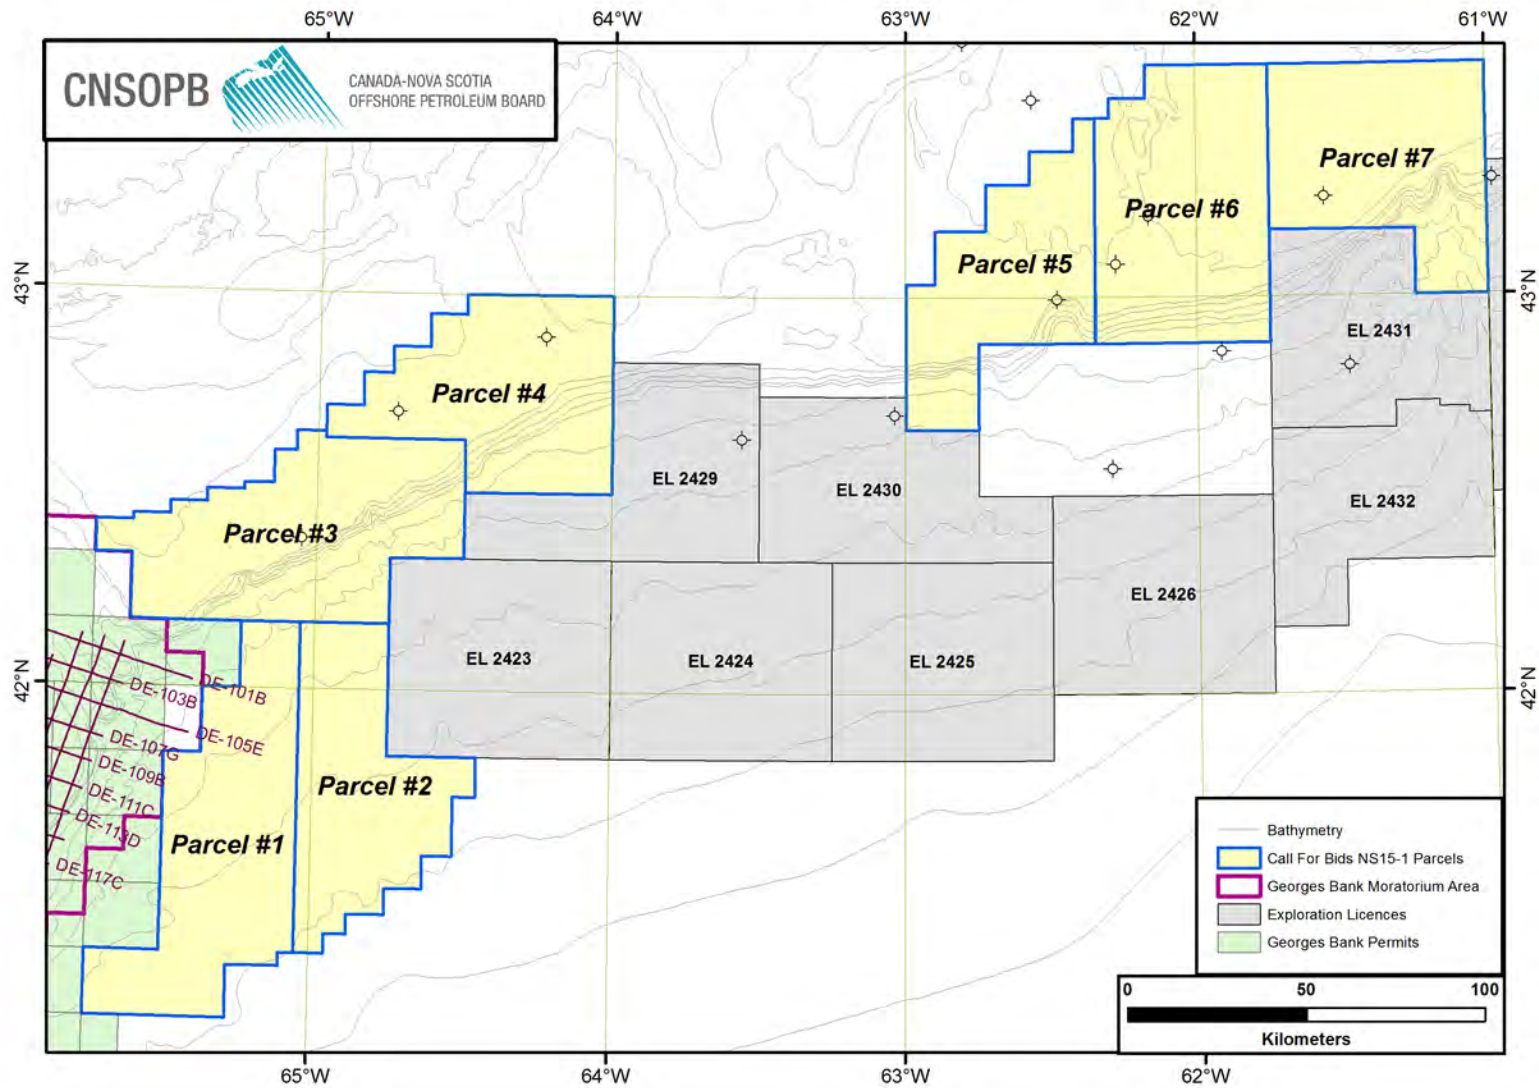 65°W 64°W 63°W 62°W 61°W
CNSOPB
CANADA-NOVA SCOTIA
OFFSHORE PETROLEUM BOARD
Parcel #7
Parcel #6
Parcel #5
43°N
43°N
EL 2431
Parcel #4
EL 2429
EL 2430
EL 2432
Parcel #3
EL 2426
EL 2423
EL 2424
EL 2425
42°N
42°N
DE-101B
DE-103B
DE-105E
DE-107G
DE-109B
DE-111C
DE-113D
DE-117C
Parcel #2
Parcel #1
Bathymetry
Call For Bids NS15-1 Parcels
Georges Bank Moratorium Area
Exploration Licences
Georges Bank Permits
0 50 100
Kilometers
65°W 64°W 63°W 62°W